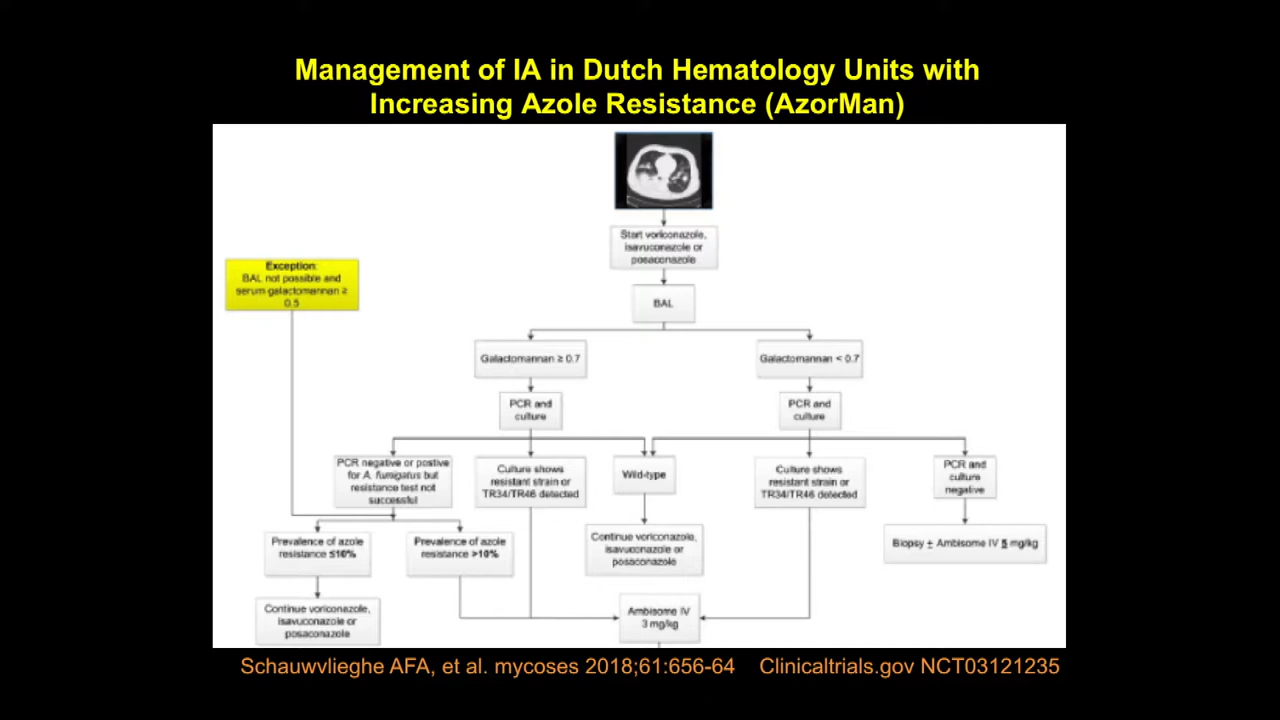 Management of IA in Dutch Hematology Units with
Increasing Azole Resistance (AzorMan)
Start voriconazole,
isavuconazole or
posaconazole
Exception:
BAL not possible and
serum galactomannan ≥
0.5
BAL
Galactomannan ≥ 0.7
Galactomannan < 0.7
PCR and
culture
PCR and
culture
PCR negative or postive
for A. fumigatus but
resistance test not
successful
Culture shows
resistant strain or
TR34/TR46 detected
Wild-type
Culture shows
resistant strain or
TR34/TR46 detected
PCR and
culture
negative
Prevalence of azole
resistance ≤10%
Prevalence of azole
resistance >10%
Continue voriconazole,
isavuconazole or
posaconazole
Biopsy ± Ambisome IV 5 mg/kg
Continue voriconazole,
isavuconazole or
posaconazole
Ambisome IV
3 mg/kg
Schauwvlieghe AFA, et al. mycoses 2018;61:656-64 Clinicaltrials.gov NCT03121235